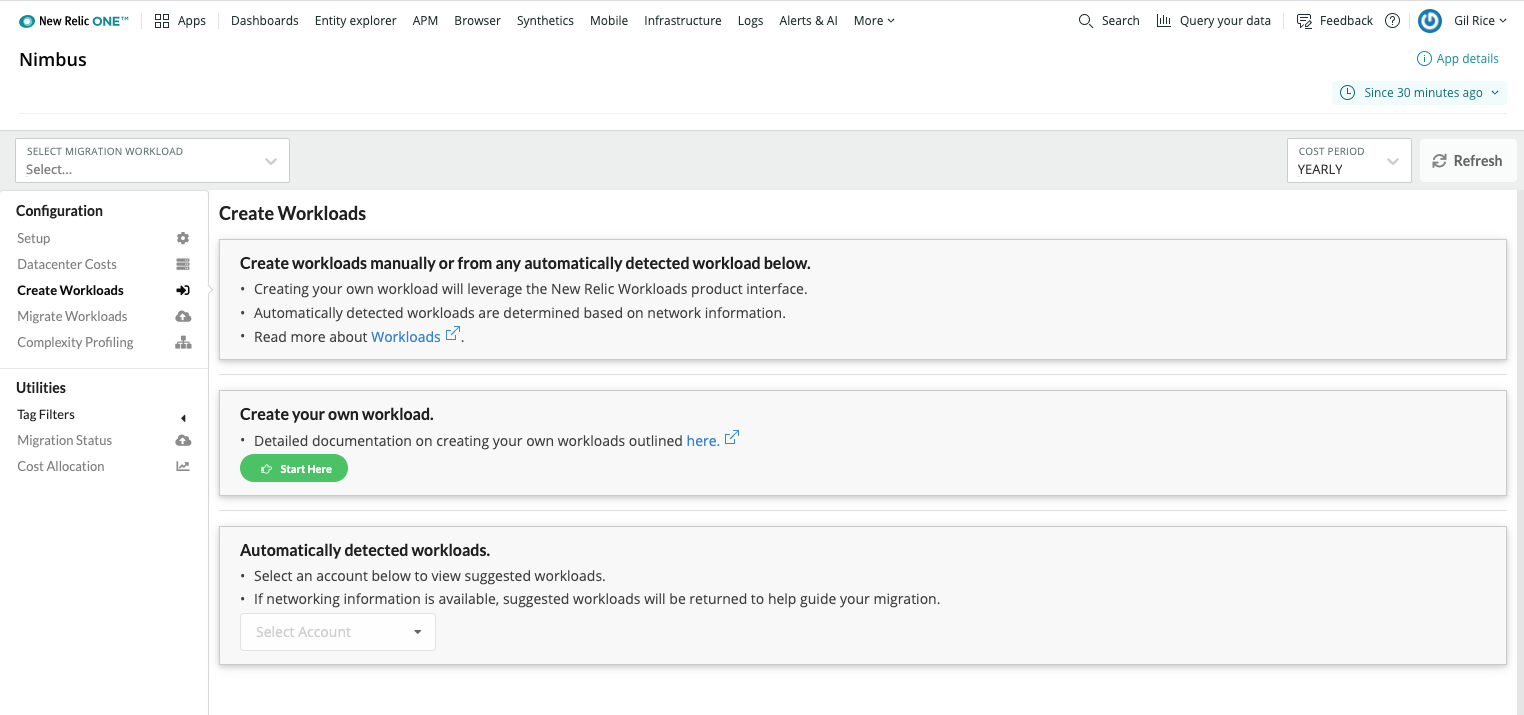 New Relic ONE™ Apps Dashboards Entity explorer APM Browser Synthetics Mobile Infrastructure Logs Alerts & AI More Search Query your data Feedback Gil Rice
Nimbus
App details
Since 30 minutes ago
SELECT MIGRATION WORKLOAD
Select...
COST PERIOD
YEARLY
Refresh
Configuration
Setup
Datacenter Costs
Create Workloads
Migrate Workloads
Complexity Profiling
Utilities
Tag Filters
Migration Status
Cost Allocation
Create Workloads
Create workloads manually or from any automatically detected workload below.
• Creating your own workload will leverage the New Relic Workloads product interface.
• Automatically detected workloads are determined based on network information.
• Read more about Workloads .
Create your own workload.
• Detailed documentation on creating your own workloads outlined here.
Start Here
Automatically detected workloads.
• Select an account below to view suggested workloads.
• If networking information is available, suggested workloads will be returned to help guide your migration.
Select Account